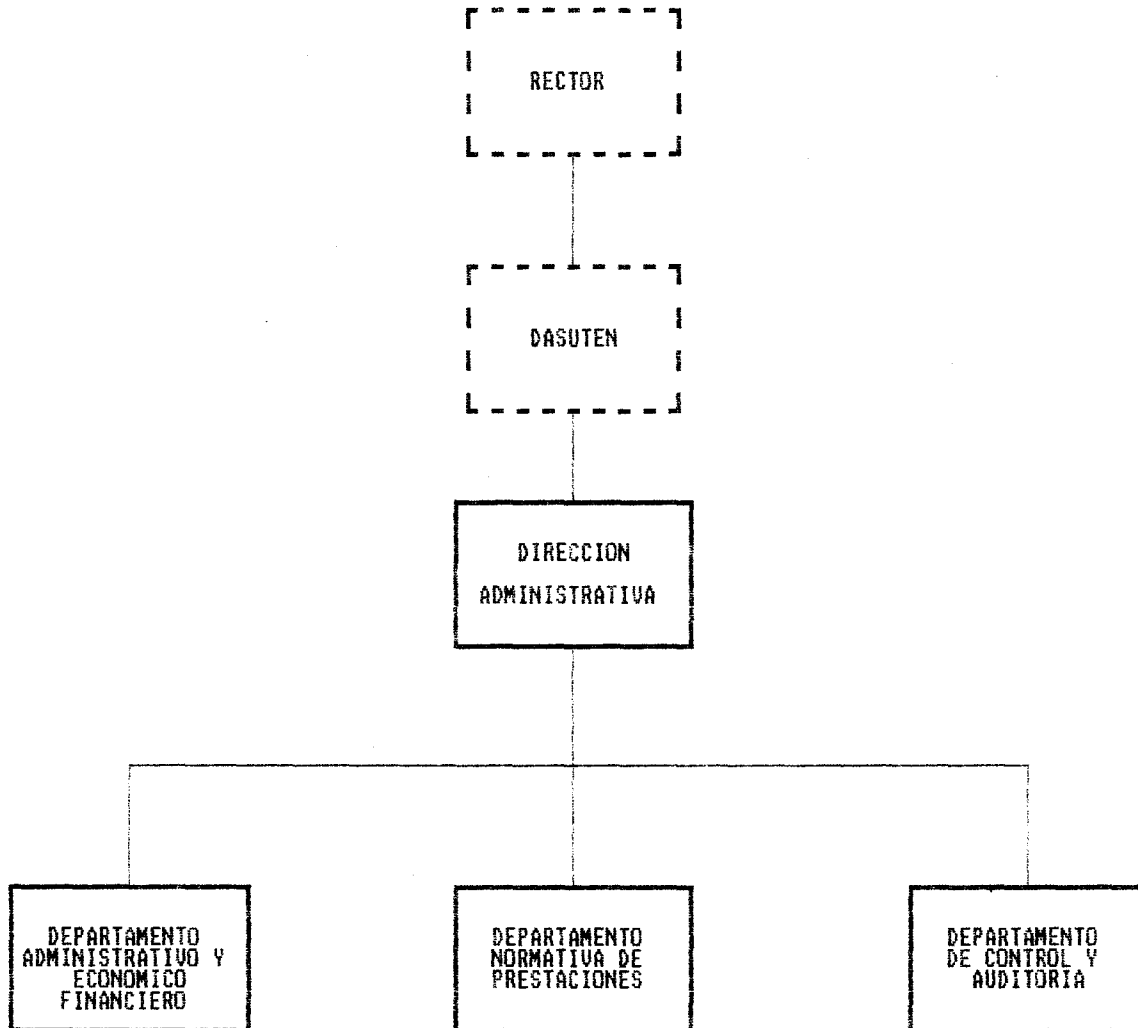 RECTOR
DASUTEN
DIRECCION
ADMINISTRATIVA
DEPARTAMENTO
ADMINISTRATIVO Y
ECONOMICO
FINANCIERO
DEPARTAMENTO
NORMATIVA DE
PRESTACIONES
DEPARTAMENTO
DE CONTROL Y
AUDITORIA